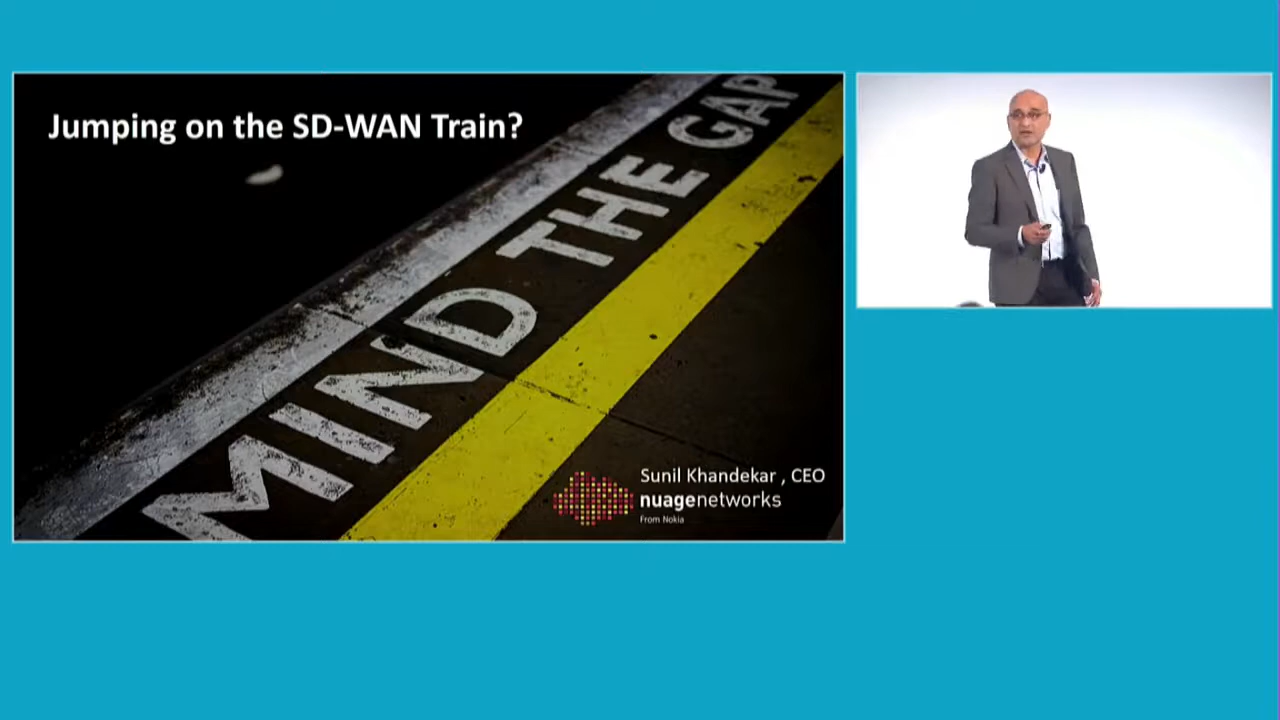 Jumping on the SD-WAN Train?
MIND THE GAP
Sunil Khandekar , CEO
nuagenetworks
From Nokia